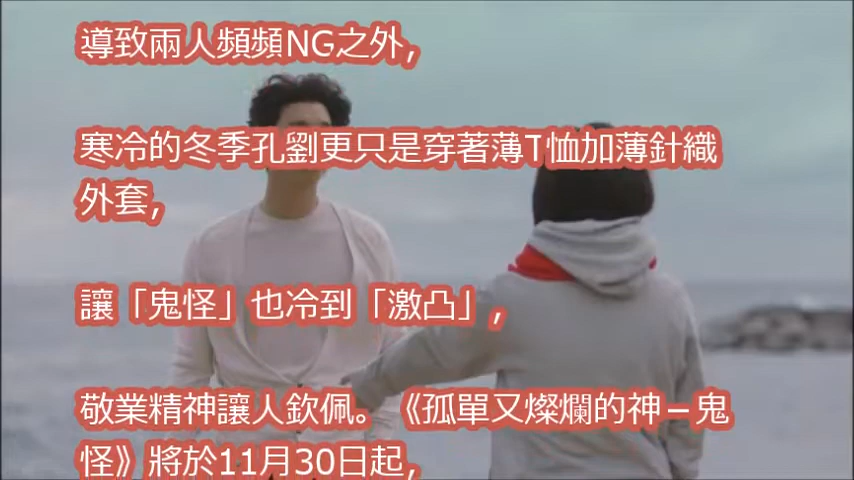 導致兩人頻頻NG之外，
寒冷的冬季孔劉更只是穿著薄T恤加薄針織
外套，
讓「鬼怪」也冷到「激凸」，
敬業精神讓人欽佩。《孤單又燦爛的神－鬼
怪》將於11月30日起，